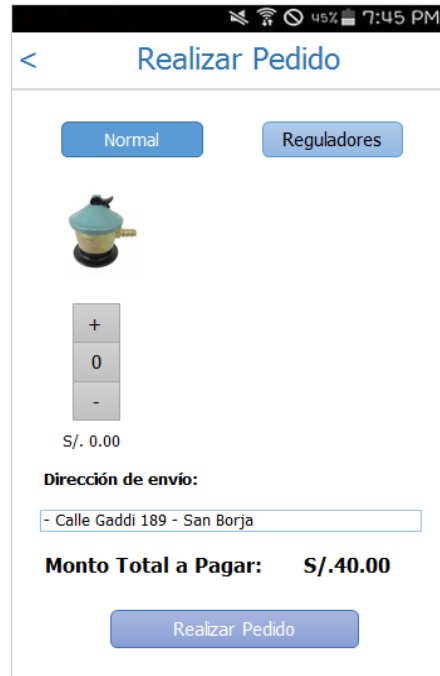 45% 7:45 PM
< Realizar Pedido
Normal Reguladores
+
0
-
S/. 0.00
Dirección de envío:
- Calle Gaddi 189 - San Borja
Monto Total a Pagar: S/.40.00
Realizar Pedido